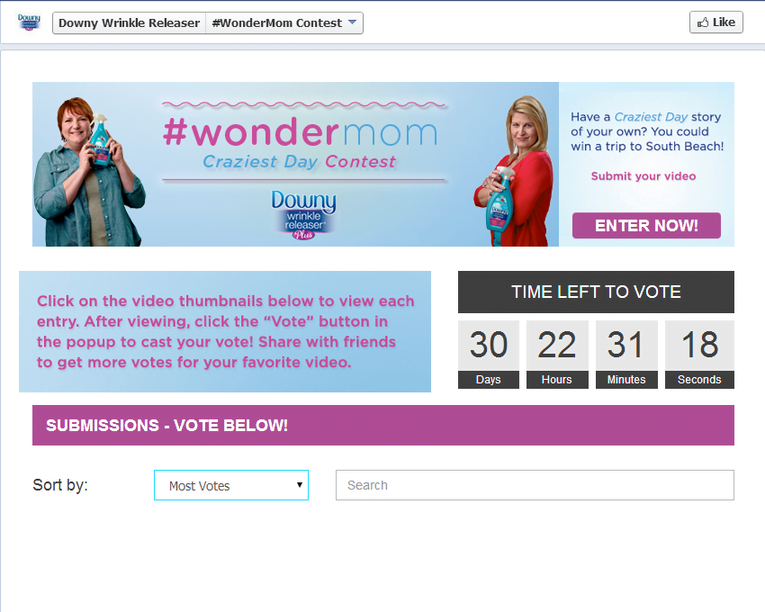 Downy
Downy Wrinkle Releaser
#WonderMom Contest
Like
#wondermom
Craziest Day Contest
Downy
wrinkle
releaser®
Plus
Have a Craziest Day story
of your own? You could
win a trip to South Beach!
Submit your video
ENTER NOW!
Click on the video thumbnails below to view each
entry. After viewing, click the “Vote” button in
the popup to cast your vote! Share with friends
to get more votes for your favorite video.
TIME LEFT TO VOTE
30 22 31 18
Days Hours Minutes Seconds
SUBMISSIONS - VOTE BELOW!
Sort by: Most Votes Search